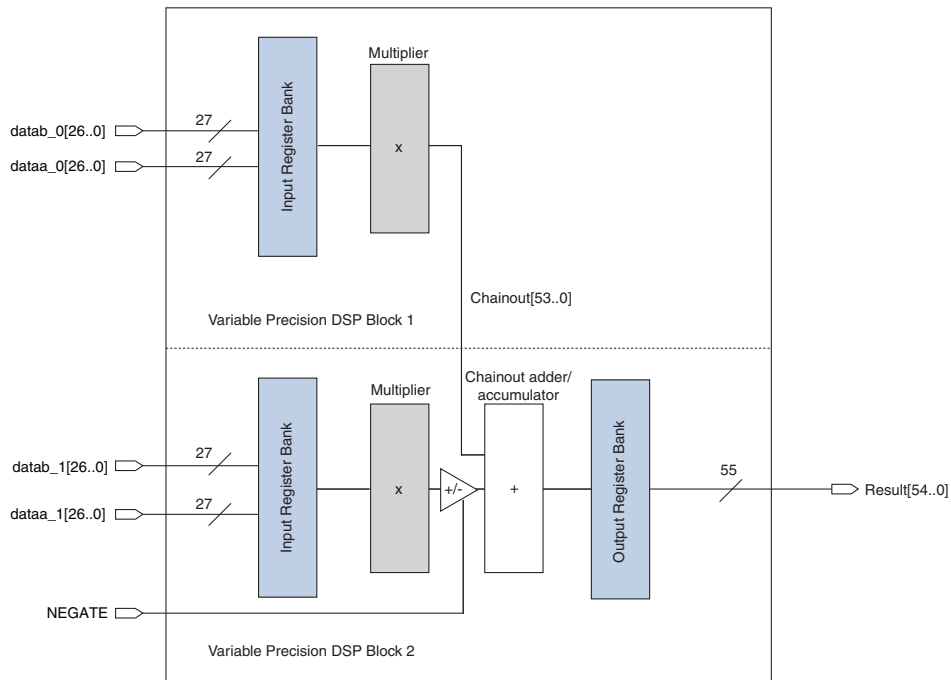 Multiplier
Input Register Bank
27
datab_0[26..0]
x
27
dataa_0[26..0]
Chainout[53..0]
Variable Precision DSP Block 1
Chainout adder/
accumulator
Multiplier
Input Register Bank
Output Register Bank
27
datab_1[26..0]
55
x
+/-
+
Result[54..0]
27
dataa_1[26..0]
NEGATE
Variable Precision DSP Block 2